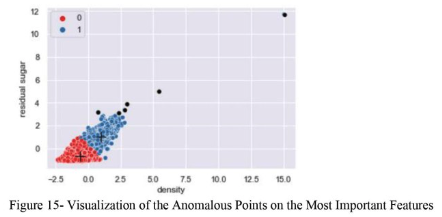 12
10
8
6
4
2
0
residual sugar
0
1
-2.5 0.0 2.5 5.0 7.5 10.0 12.5 15.0
density
Figure 15- Visualization of the Anomalous Points on the Most Important Features